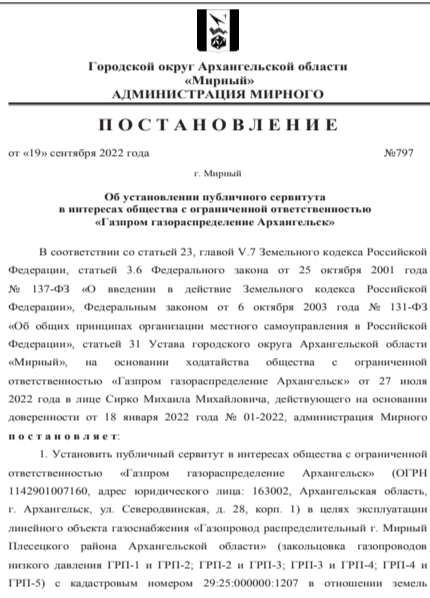 Городской округ Архангельской области
«Мирный»
АДМИНИСТРАЦИЯ МИРНОГО
ПОСТАНОВЛЕНИЕ
от «19» сентября 2022 года №797
г. Мирный
Об установлении публичного сервитута
в интересах общества с ограниченной ответственностью
«Газпром газораспределение Архангельск»
В соответствии со статьей 23, главой V.7 Земельного кодекса Российской
Федерации, статьей 3.6 Федерального закона от 25 октября 2001 года
№ 137-ФЗ «О введении в действие Земельного кодекса Российской
Федерации», Федеральным законом от 6 октября 2003 года № 131-ФЗ
«Об общих принципах организации местного самоуправления в Российской
Федерации», статьей 31 Устава городского округа Архангельской области
«Мирный», на основании ходатайства общества с ограниченной
ответственностью «Газпром газораспределение Архангельск» от 27 июля
2022 года в лице Сирко Михаила Михайловича, действующего на основании
доверенности от 18 января 2022 года № 01-2022, администрация Мирного
постановляет:
1. Установить публичный сервитут в интересах общества с ограниченной
ответственностью «Газпром газораспределение Архангельск» (ОГРН
1142901007160, адрес юридического лица: 163002, Архангельская область,
г. Архангельск, ул. Северодвинская, д. 28, корп. 1) в целях эксплуатации
линейного объекта газоснабжения «Газопровод распределительный г. Мирный
Плесецкого района Архангельской области» (закольцовка газопроводов
низкого давления ГРП-1 и ГРП-2; ГРП-2 и ГРП-3; ГРП-3 и ГРП-4; ГРП-4 и
ГРП-5) с кадастровым номером 29:25:000000:1207 в отношении земель